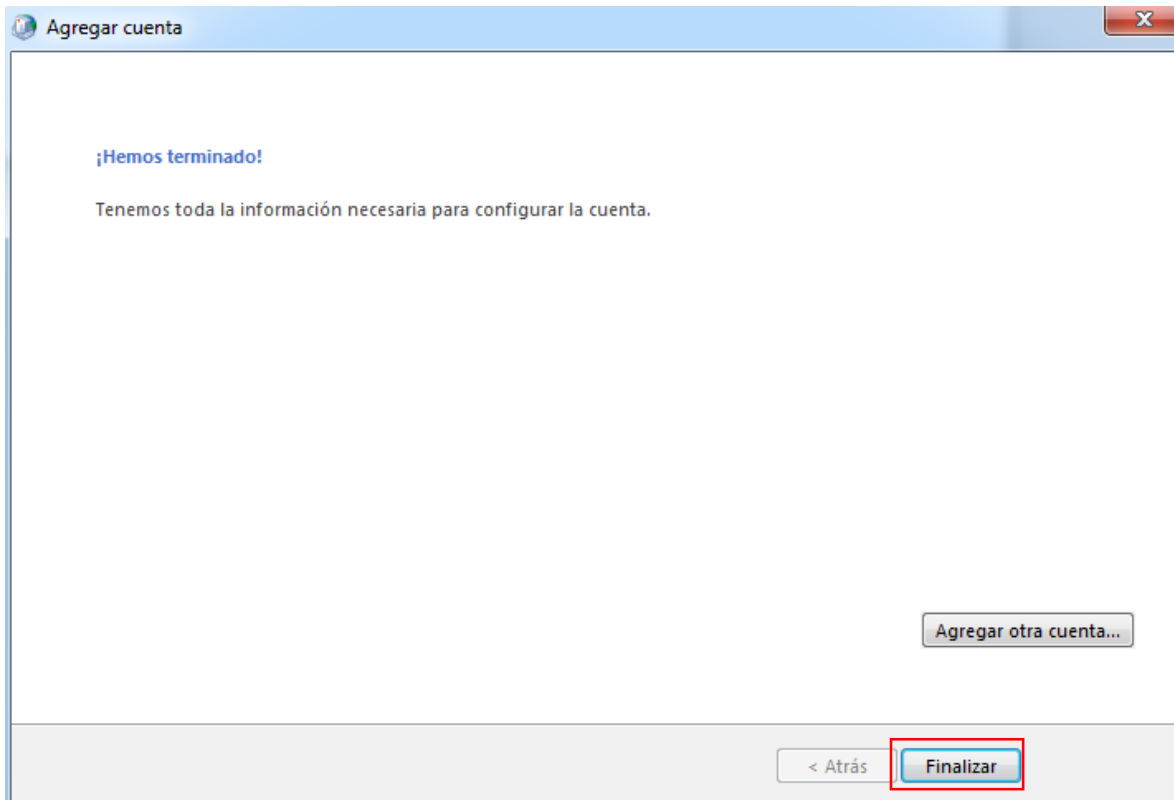 Agregar cuenta
¡Hemos terminado!
Tenemos toda la información necesaria para configurar la cuenta.
Agregar otra cuenta...
< Atrás
Finalizar